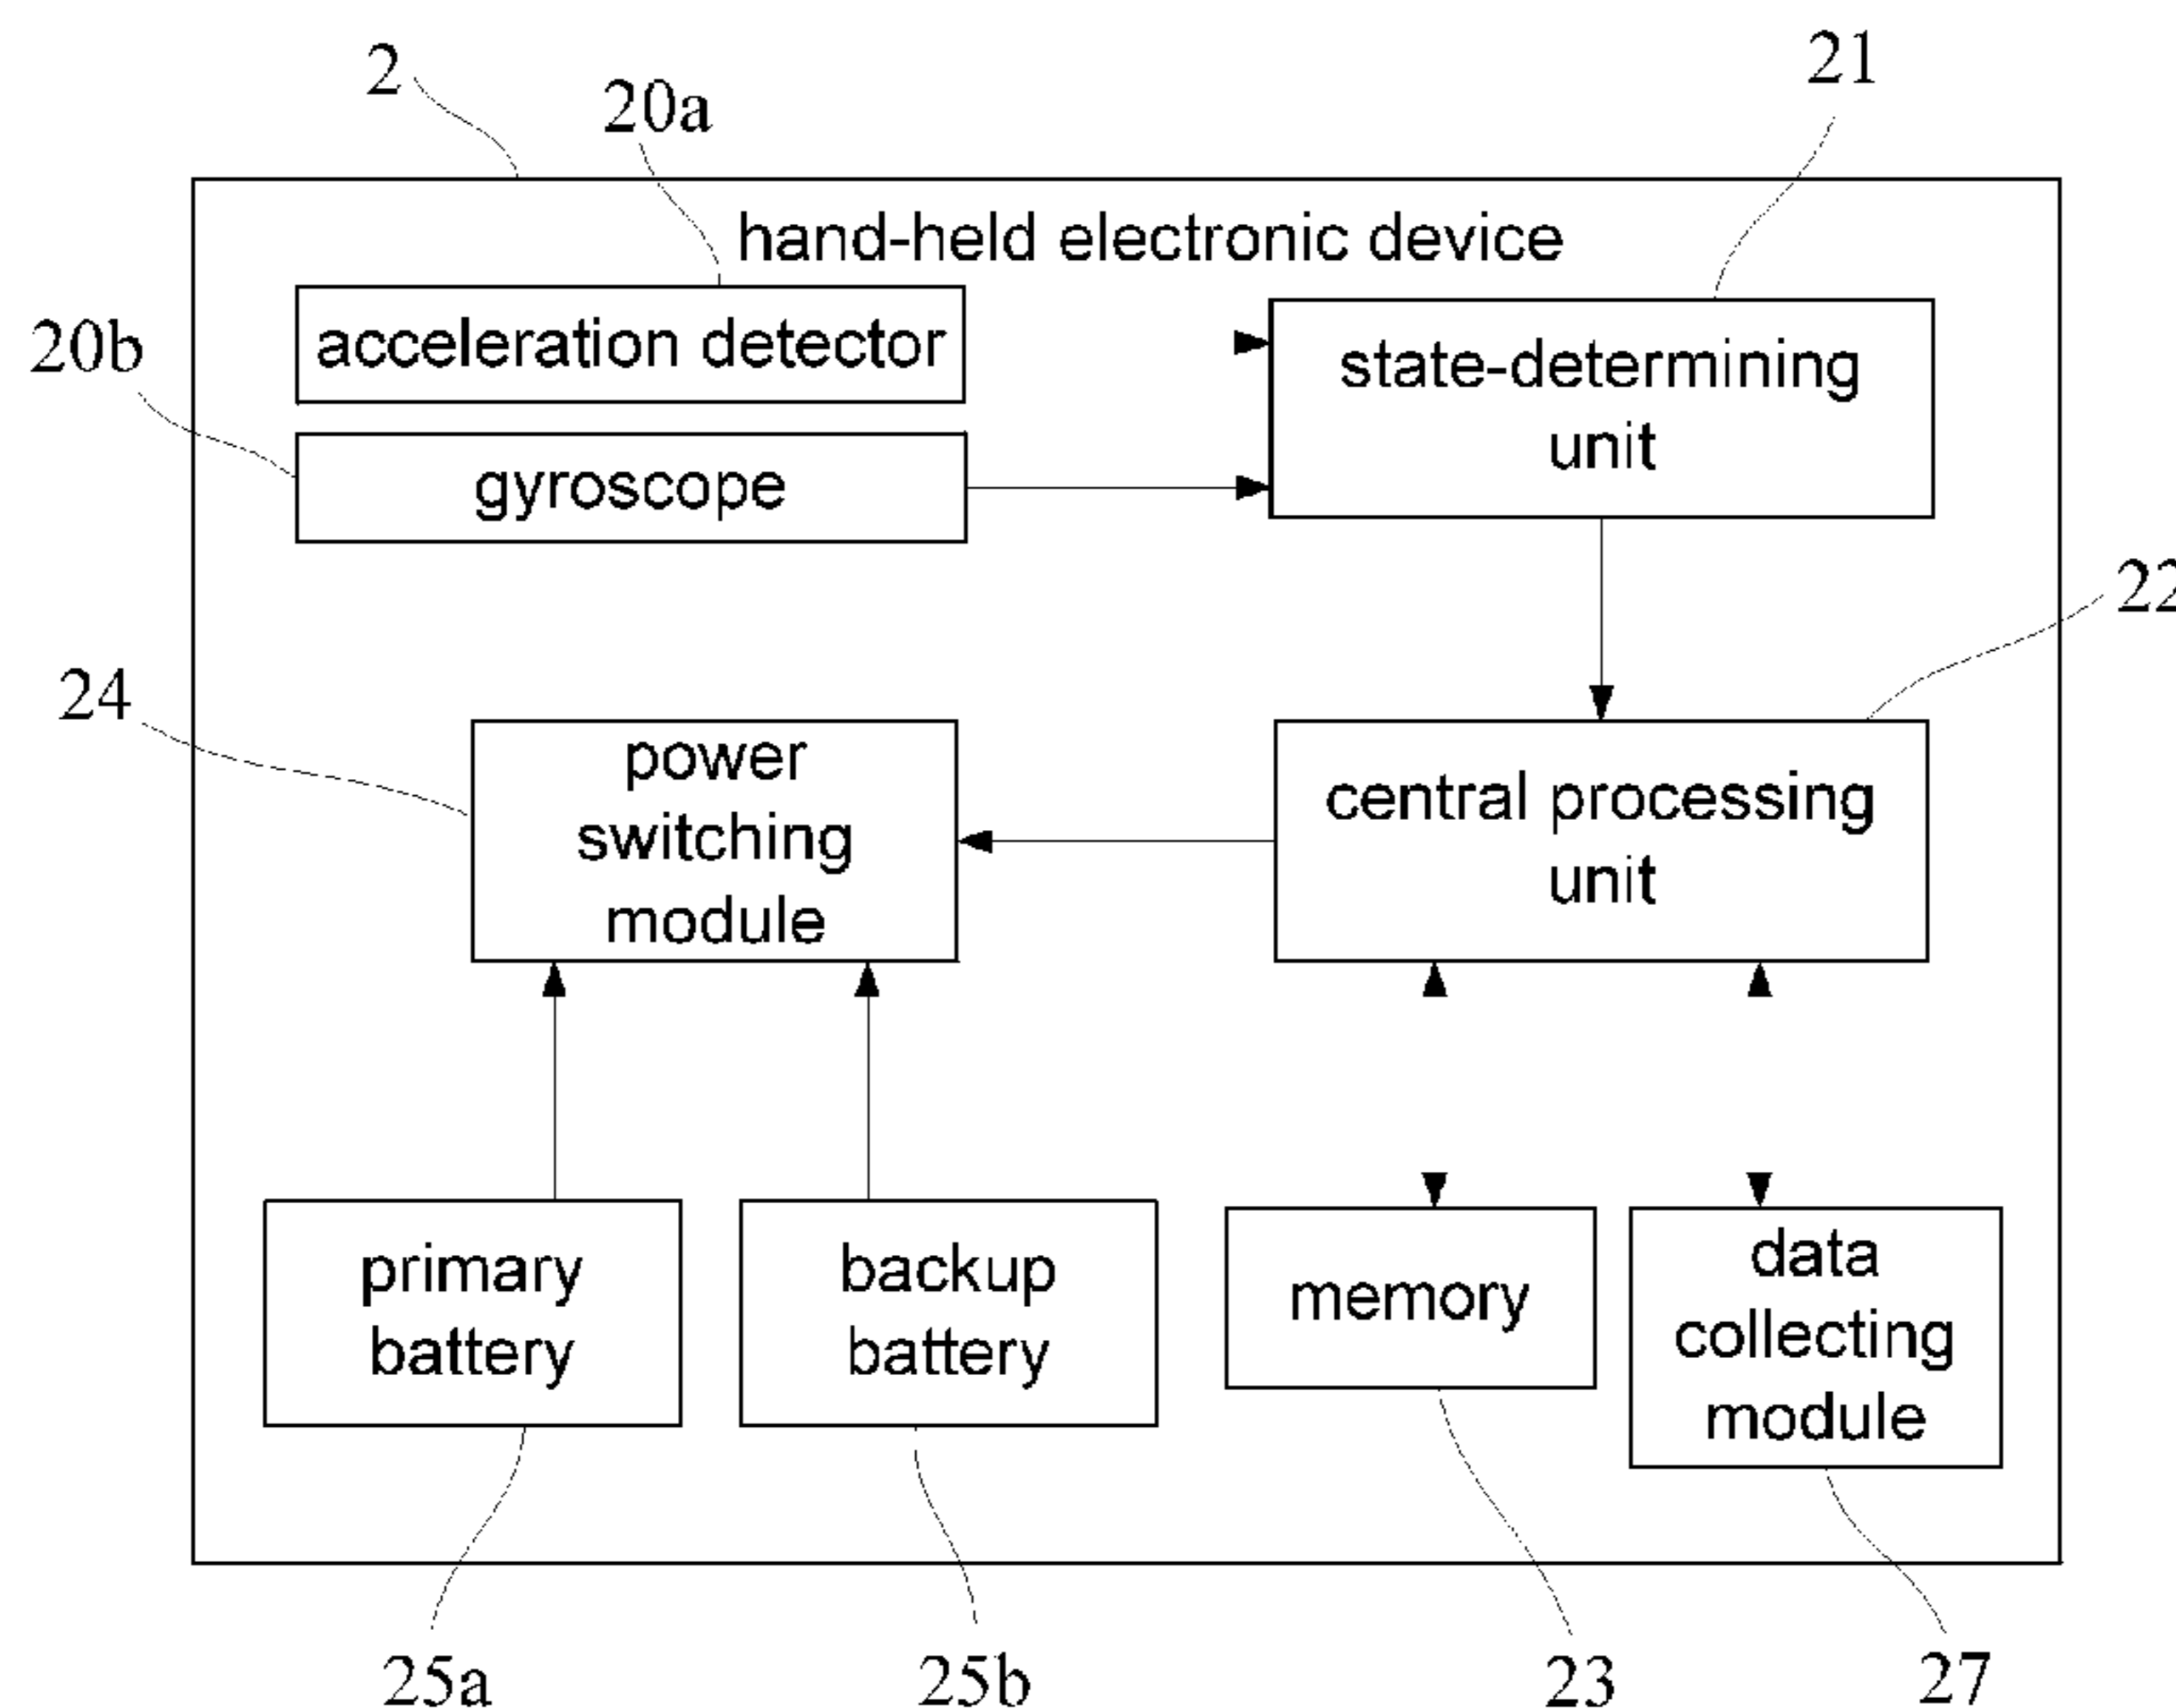 2
20a
21
hand-held electronic device
20b
acceleration detector
state-determining
unit
gyroscope
22
24
power
switching
module
central processing
unit
primary
battery
backup
battery
memory
data
collecting
module
25a
25b
23
27